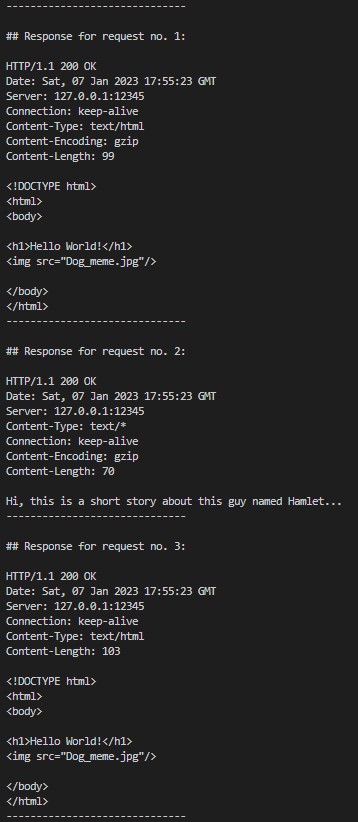 ------------------------------
## Response for request no. 1:
HTTP/1.1 200 OK
Date: Sat, 07 Jan 2023 17:55:23 GMT
Server: 127.0.0.1:12345
Connection: keep-alive
Content-Type: text/html
Content-Encoding: gzip
Content-Length: 99
<!DOCTYPE html>
<html>
<body>
<h1>Hello World!</h1>
<img src="Dog_meme.jpg"/>
</body>
</html>
------------------------------
## Response for request no. 2:
HTTP/1.1 200 OK
Date: Sat, 07 Jan 2023 17:55:23 GMT
Server: 127.0.0.1:12345
Content-Type: text/*
Connection: keep-alive
Content-Encoding: gzip
Content-Length: 70
Hi, this is a short story about this guy named Hamlet...
------------------------------
## Response for request no. 3:
HTTP/1.1 200 OK
Date: Sat, 07 Jan 2023 17:55:23 GMT
Server: 127.0.0.1:12345
Connection: keep-alive
Content-Type: text/html
Content-Length: 103
<!DOCTYPE html>
<html>
<body>
<h1>Hello World!</h1>
<img src="Dog_meme.jpg"/>
</body>
</html>
------------------------------